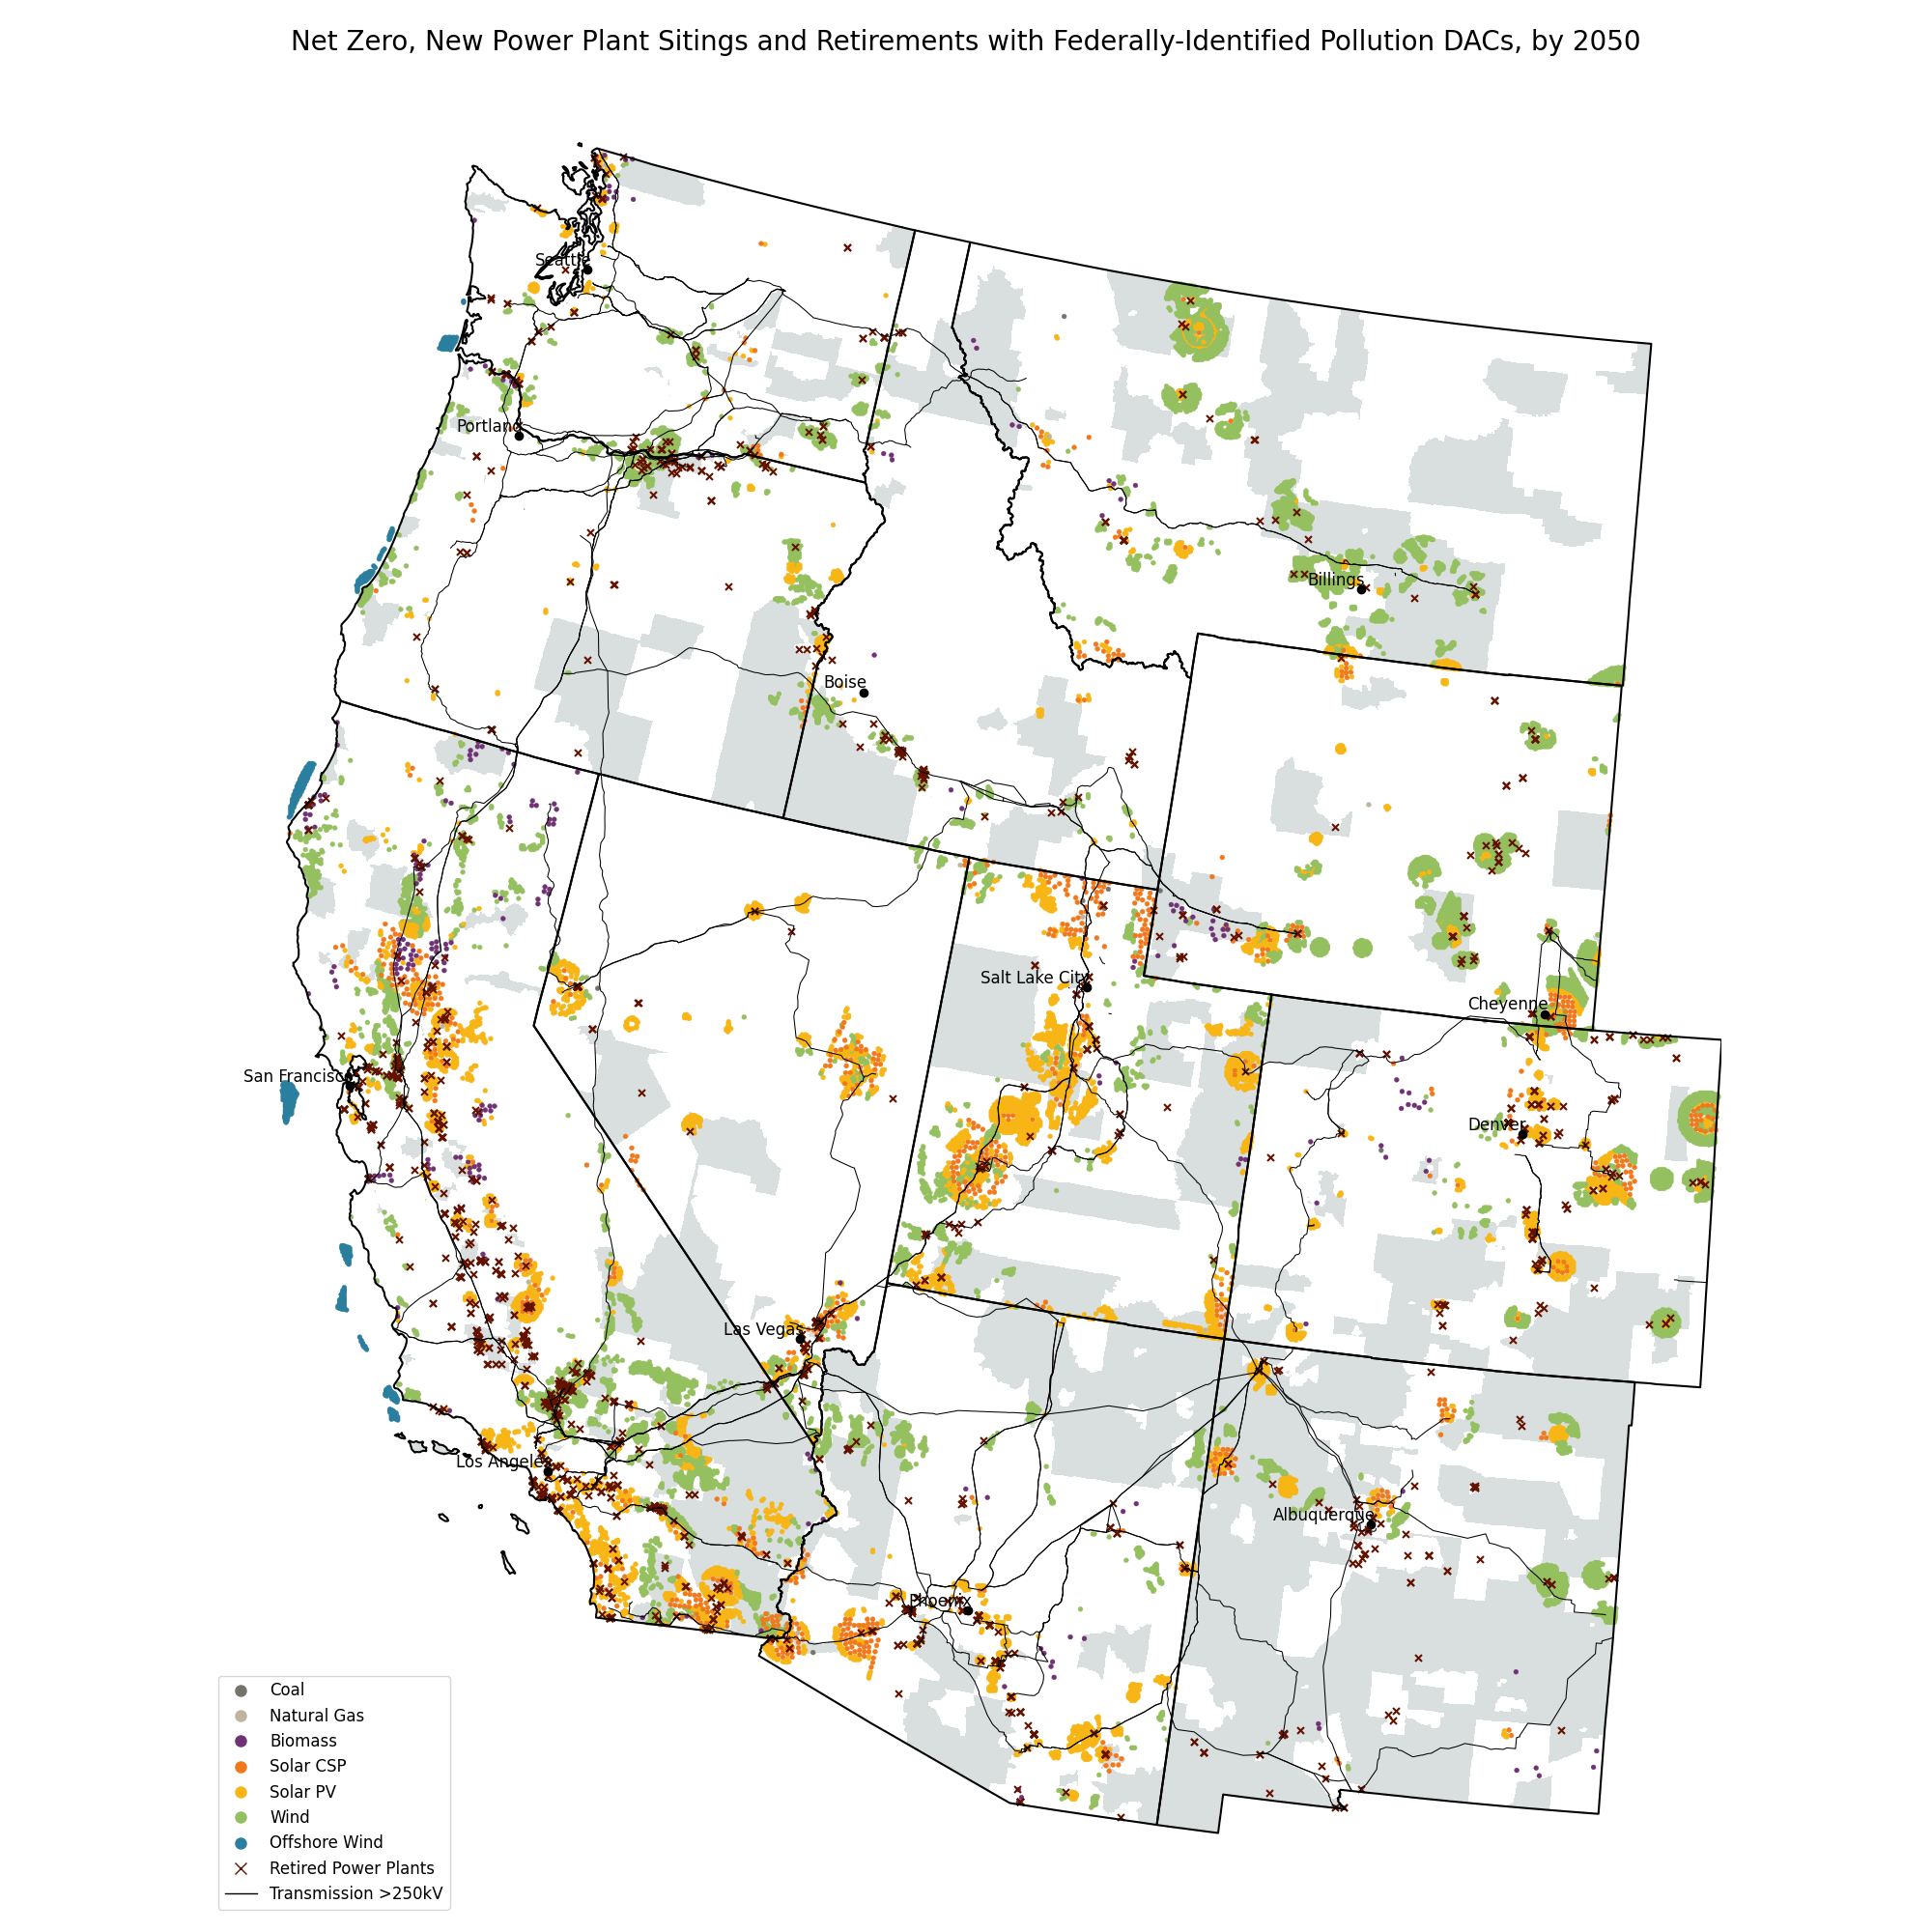 Net Zero, New Power Plant Sitings and Retirements with Federally-Identified Pollution DACs, by 2050
Seattle
Portland
Billings
Boise
Salt Lake City
Cheyenne
San Francisco
Denver
Las Vegas
Los Angeles
Albuquerque
Phoenix
Coal
Natural Gas
Biomass
Solar CSP
Solar PV
Wind
Offshore Wind
Retired Power Plants
Transmission >250kV